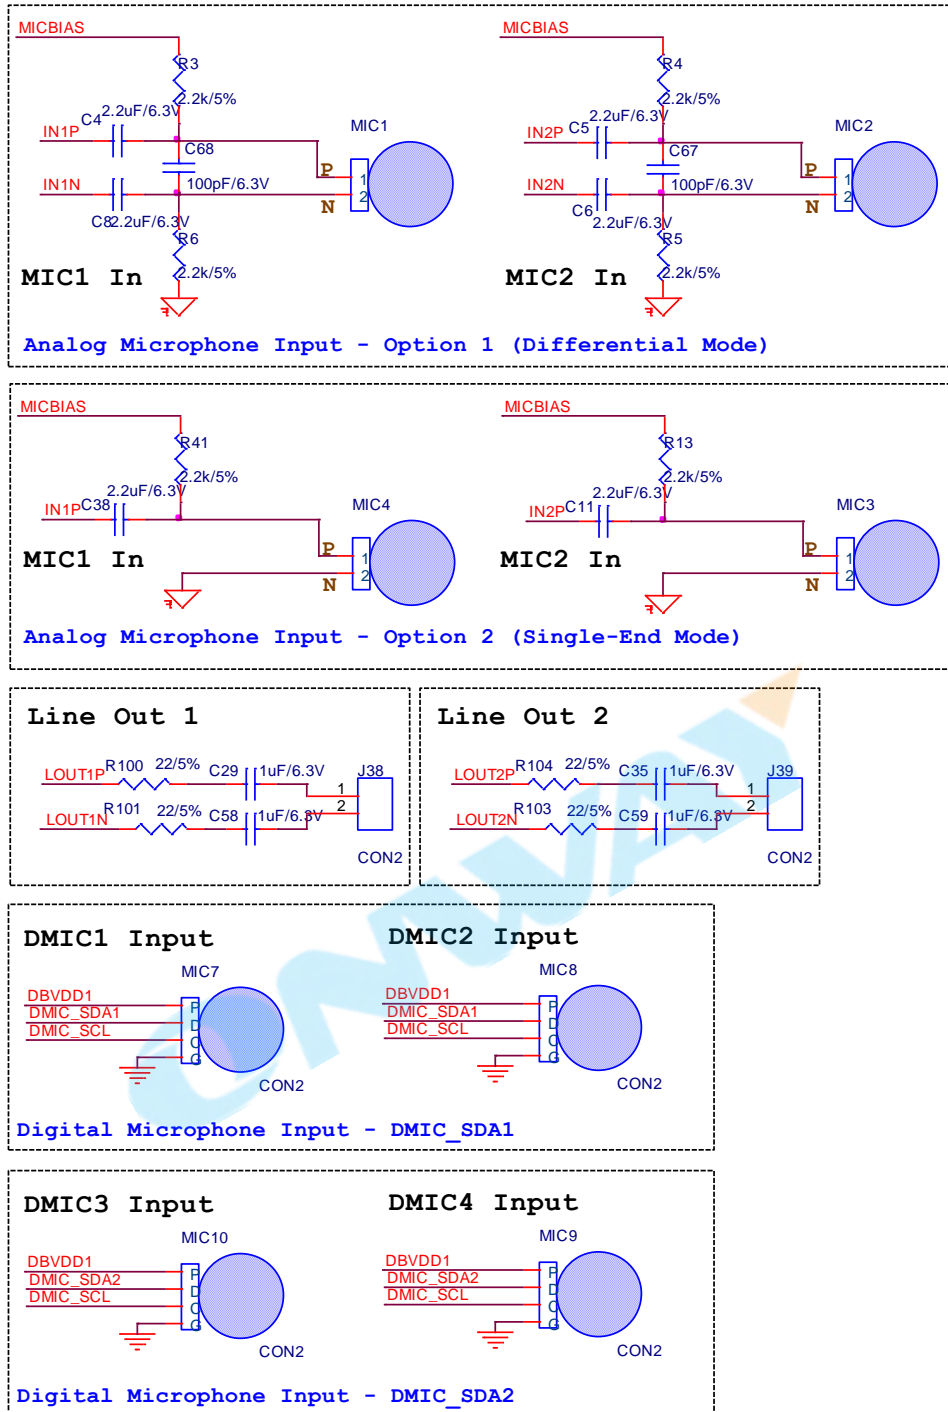 MICBIAS
R3
2.2k/5%
C4
2.2uF/6.3V
IN1P
C68
MIC1
P
1
IN1N
100pF/6.3V
2
N
C8
2.2uF/6.3V
R6
2.2k/5%
MIC1 In
MICBIAS
R4
2.2k/5%
2.2uF/6.3V
IN2P
C5
C67
MIC2
P
1
IN2N
100pF/6.3V
2
N
C6
2.2uF/6.3V
R5
2.2k/5%
MIC2 In
Analog Microphone Input - Option 1 (Differential Mode)
MICBIAS
R41
2.2k/5%
2.2uF/6.3V
IN1P
C38
MIC4
P
1
2
N
MIC1 In
MICBIAS
R13
2.2k/5%
2.2uF/6.3V
IN2P
C11
MIC3
P
1
2
N
MIC2 In
Analog Microphone Input - Option 2 (Single-End Mode)
Line Out 1
LOUT1P
R100
22/5%
C29
1uF/6.3V
J38
1
2
LOUT1N
R101
22/5%
C58
1uF/6.3V
CON2
Line Out 2
LOUT2P
R104
22/5%
C35
1uF/6.3V
J39
1
2
LOUT2N
R103
22/5%
C59
1uF/6.3V
CON2
DMIC1 Input
MIC7
DBVDD1
P
DMIC_SDA1
D
DMIC_SCL
C
G
CON2
DMIC2 Input
MIC8
DBVDD1
P
DMIC_SDA1
D
DMIC_SCL
C
G
CON2
Digital Microphone Input - DMIC_SDA1
DMIC3 Input
MIC10
DBVDD1
P
DMIC_SDA2
D
DMIC_SCL
C
G
CON2
DMIC4 Input
MIC9
DBVDD1
P
DMIC_SDA2
D
DMIC_SCL
C
G
CON2
Digital Microphone Input - DMIC_SDA2
ONWAY